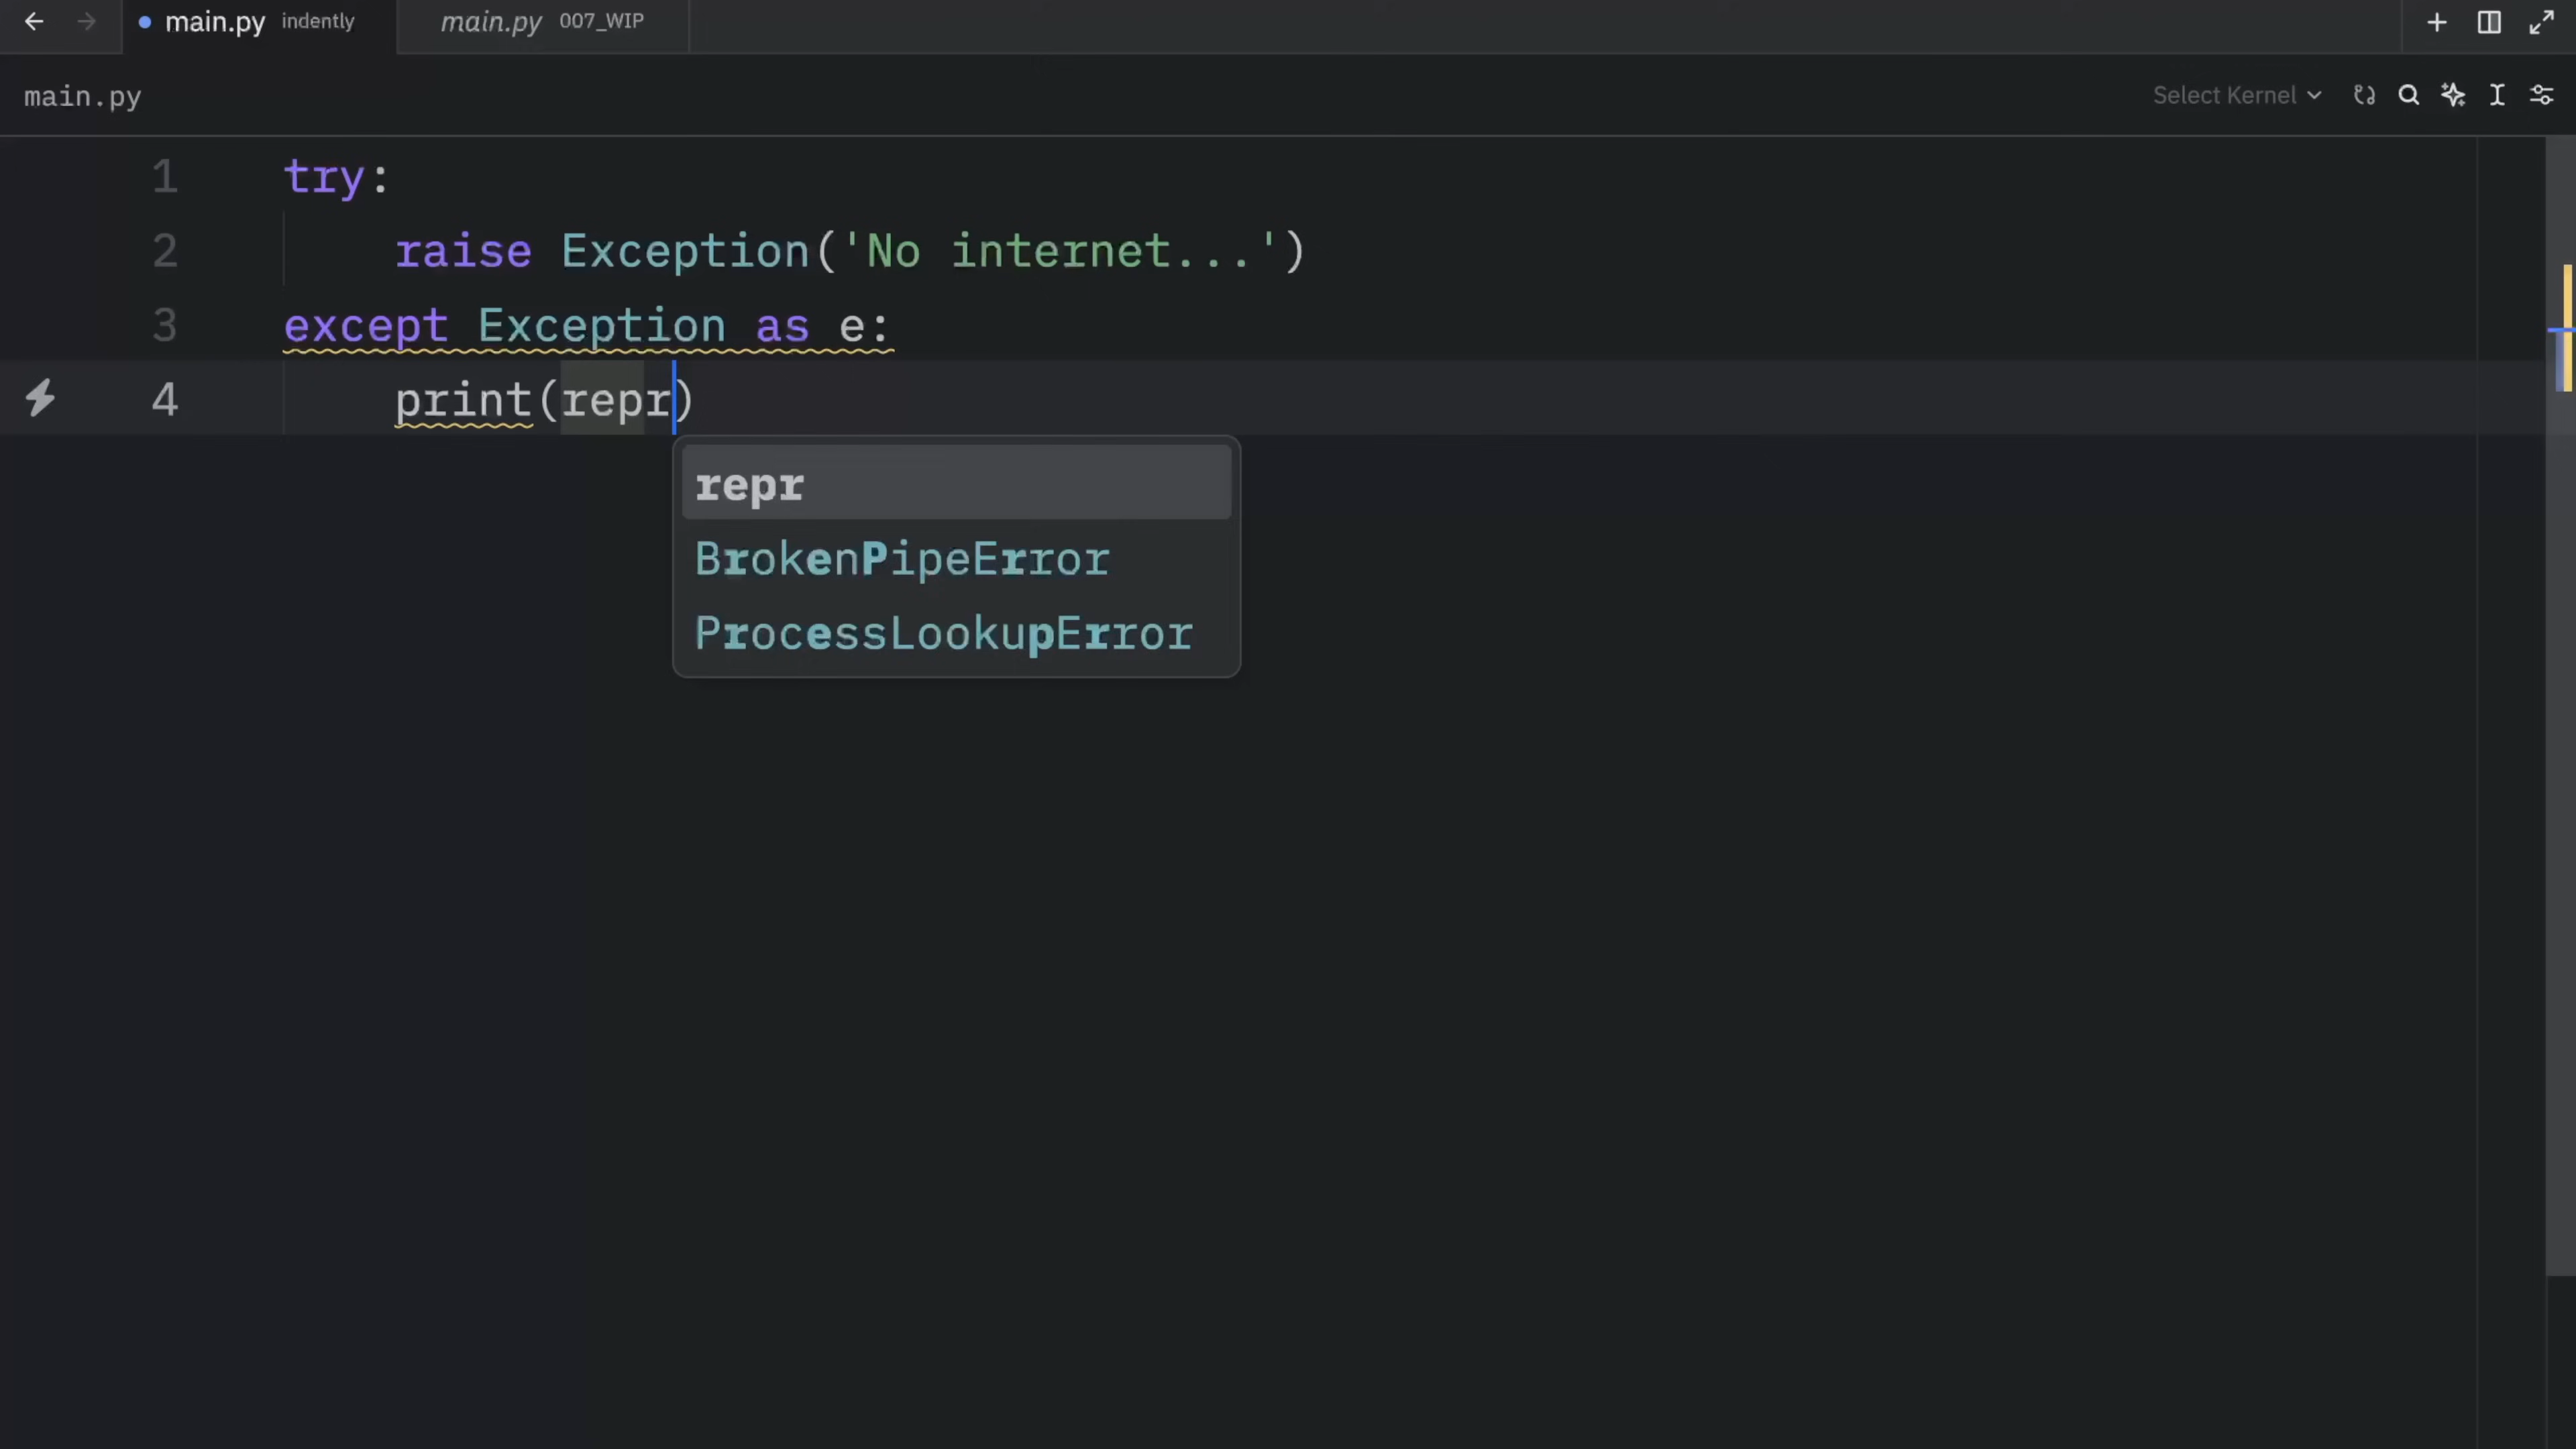 main.py indently main.py 007_WIP
main.py Select Kernel
1 try:
2 raise Exception('No internet...')
3 except Exception as e:
4 print(repr)
repr
BrokenPipeError
ProcessLookupError